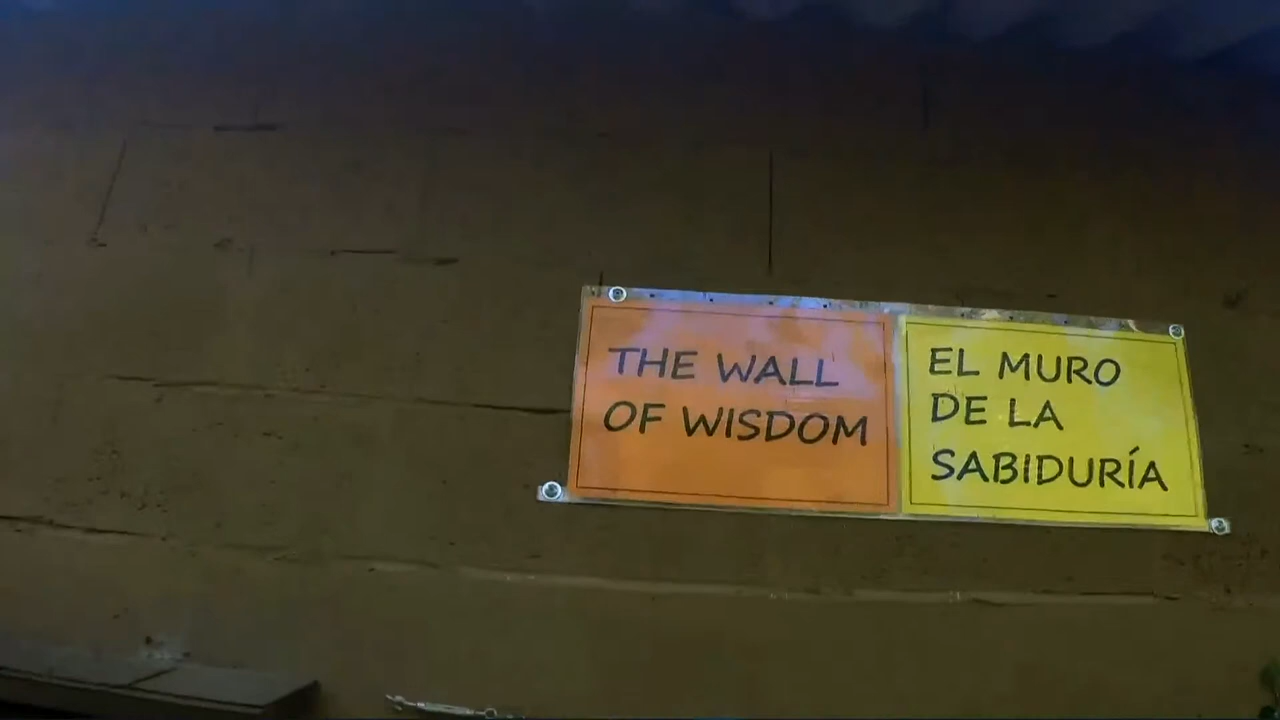 THE WALL
OF WISDOM
EL MURO
DE LA
SABIDURÍA